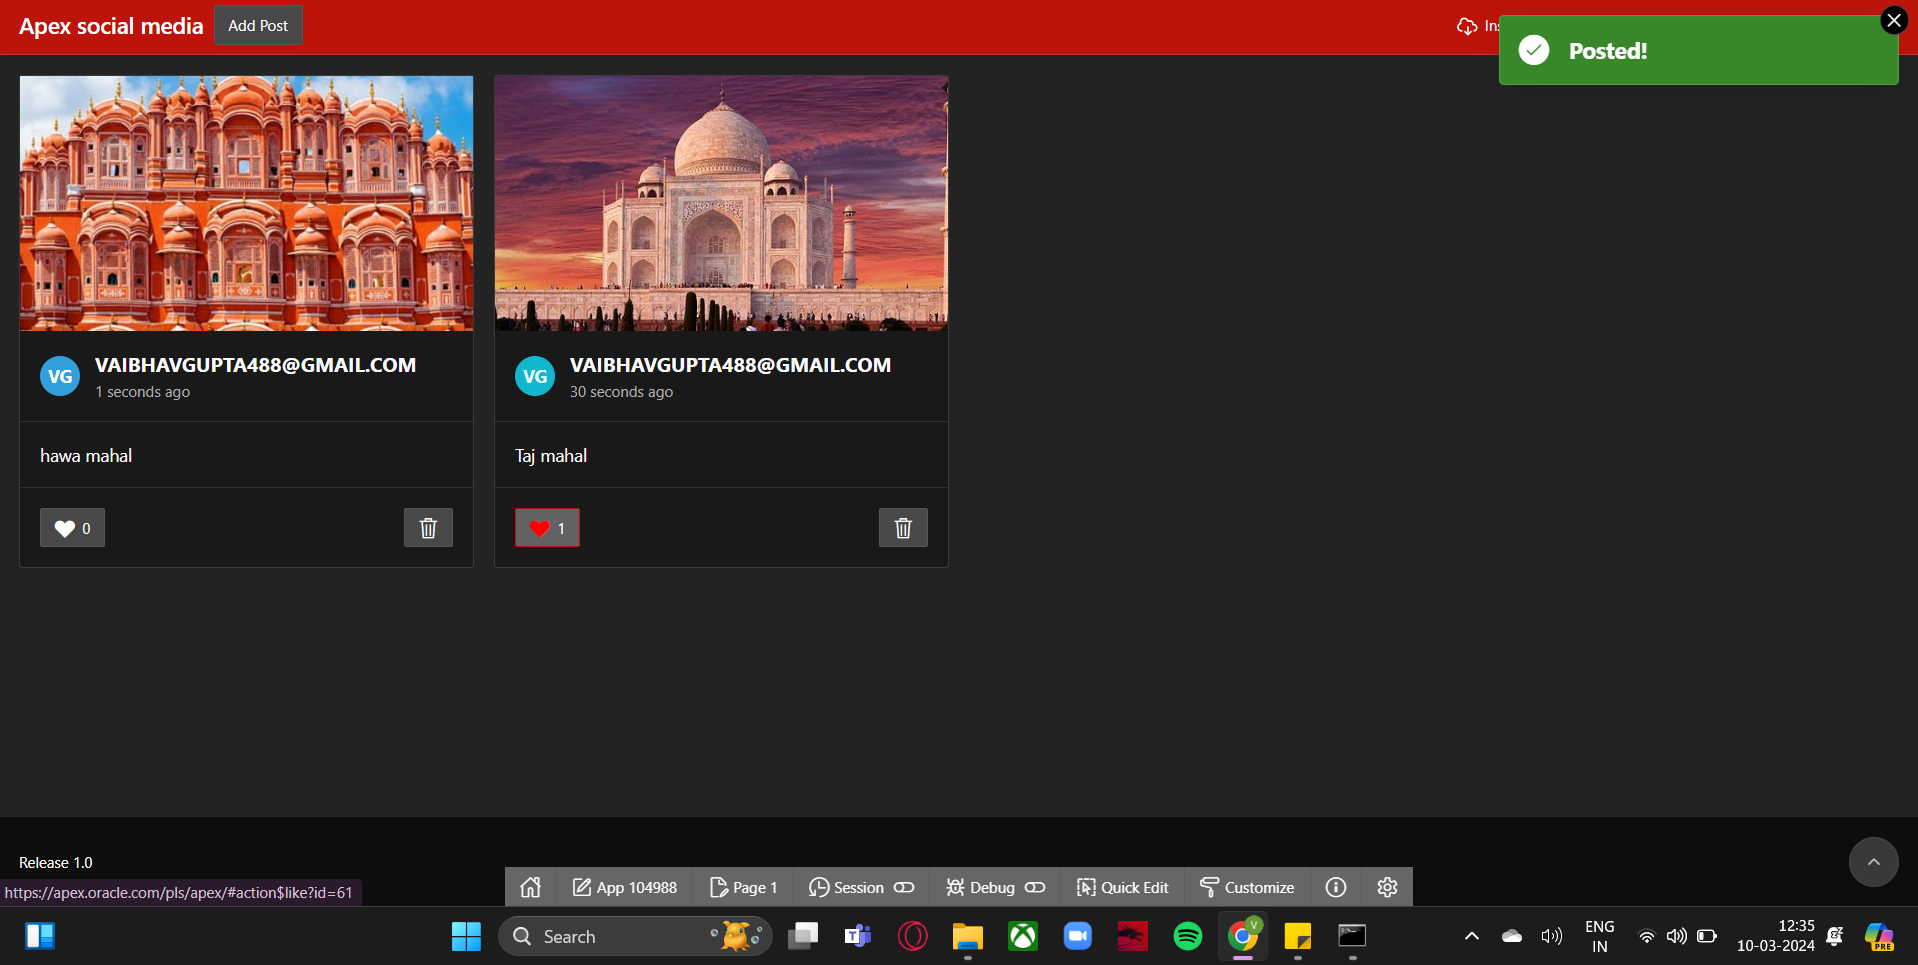 Apex social media
Add Post
Ins
Posted!
VG
VAIBHAVGUPTA488@GMAIL.COM
1 seconds ago
hawa mahal
0
VG
VAIBHAVGUPTA488@GMAIL.COM
30 seconds ago
Taj mahal
1
Release 1.0
https://apex.oracle.com/pls/apex/#action$like?id=61
App 104988
Page 1
Session
Debug
Quick Edit
Customize
Search
V
ENG
IN
12:35
10-03-2024
PRE